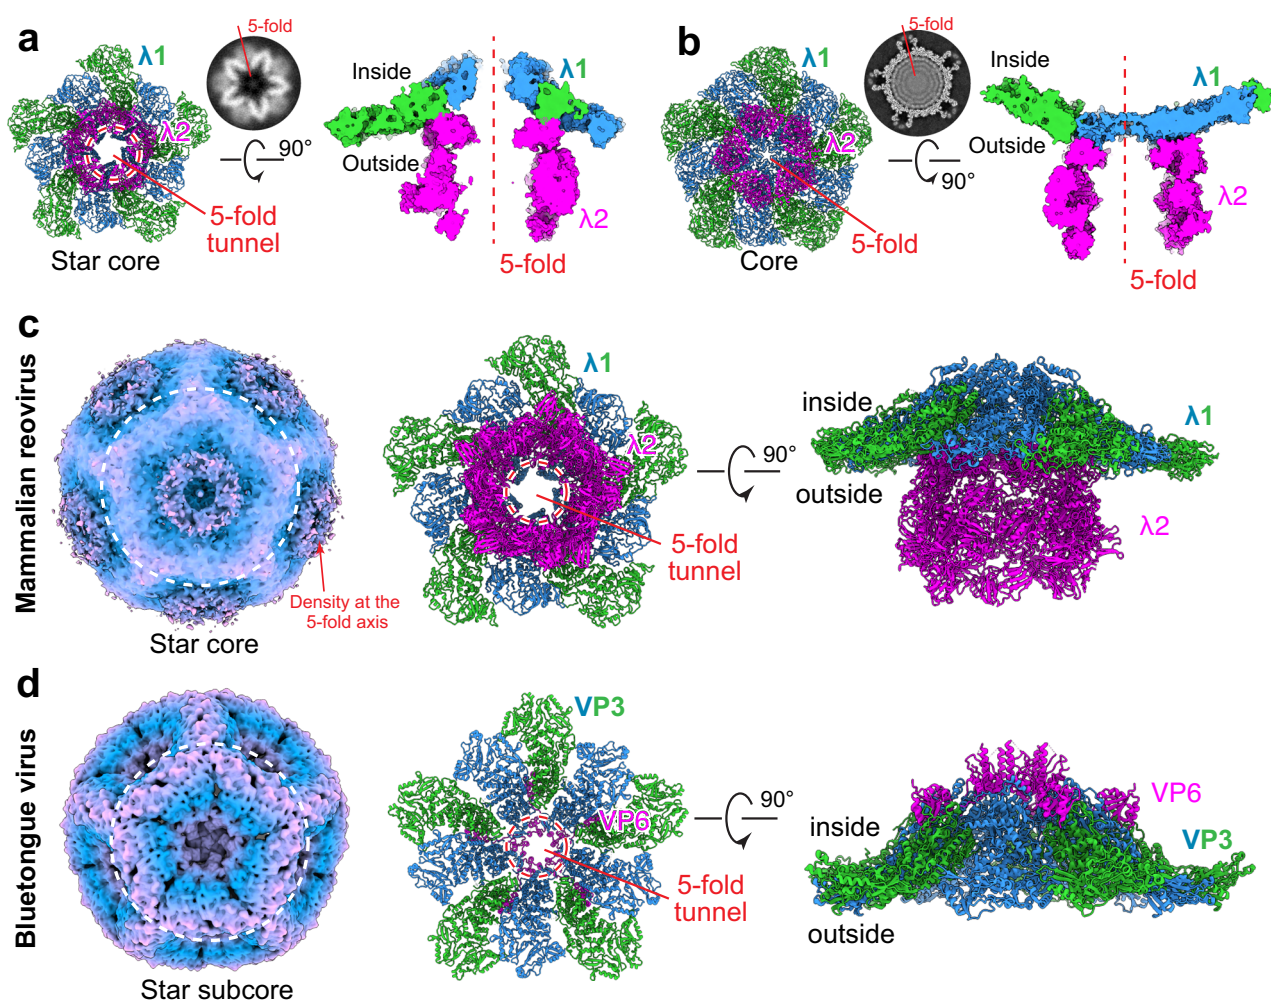 a
λ1
5-fold
λ2
90°
5-fold
tunnel
Star core
Inside
Outside
λ1
λ2
5-fold
b
λ1
5-fold
λ2
90°
5-fold
Core
Inside
Outside
λ1
λ2
5-fold
c
Mammalian reovirus
Density at the
5-fold axis
Star core
λ1
λ2
5-fold
tunnel
90°
inside
outside
λ1
λ2
d
Bluetongue virus
Star subcore
VP3
VP6
5-fold
tunnel
90°
inside
outside
VP6
VP3